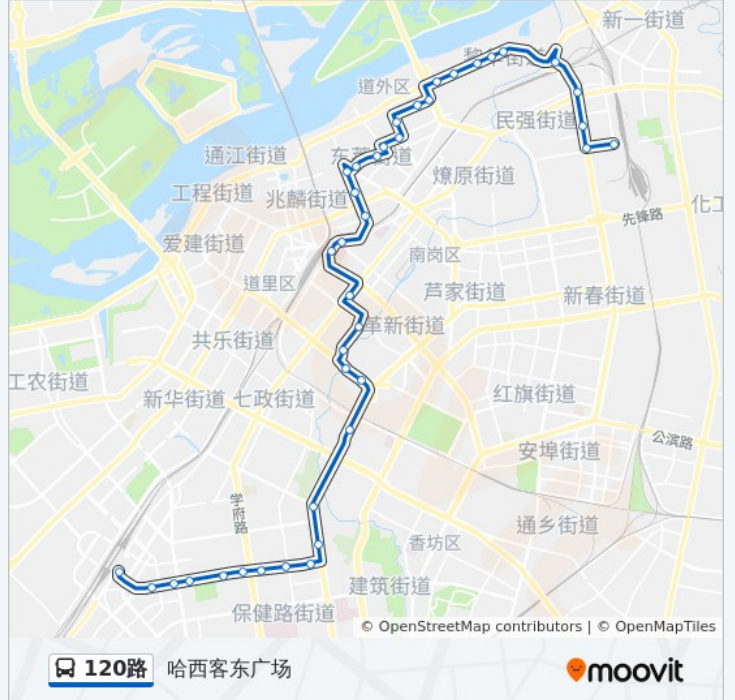 新一街道
黎华街道
道外区
民强街道
通江街道
东莱街道
燎原街道
工程街道
兆麟街道
化工
先锋路
爱建街道
南岗区
道里区
芦家街道
新春街道
革新街道
共乐街道
工农街道
新华街道
七政街道
红旗街道
公滨路
安埠街道
学府路
通乡街道
香坊区
建筑街道
保健路街道
© OpenStreetMap contributors | © OpenMapTiles
120路 哈西客东广场
moovit